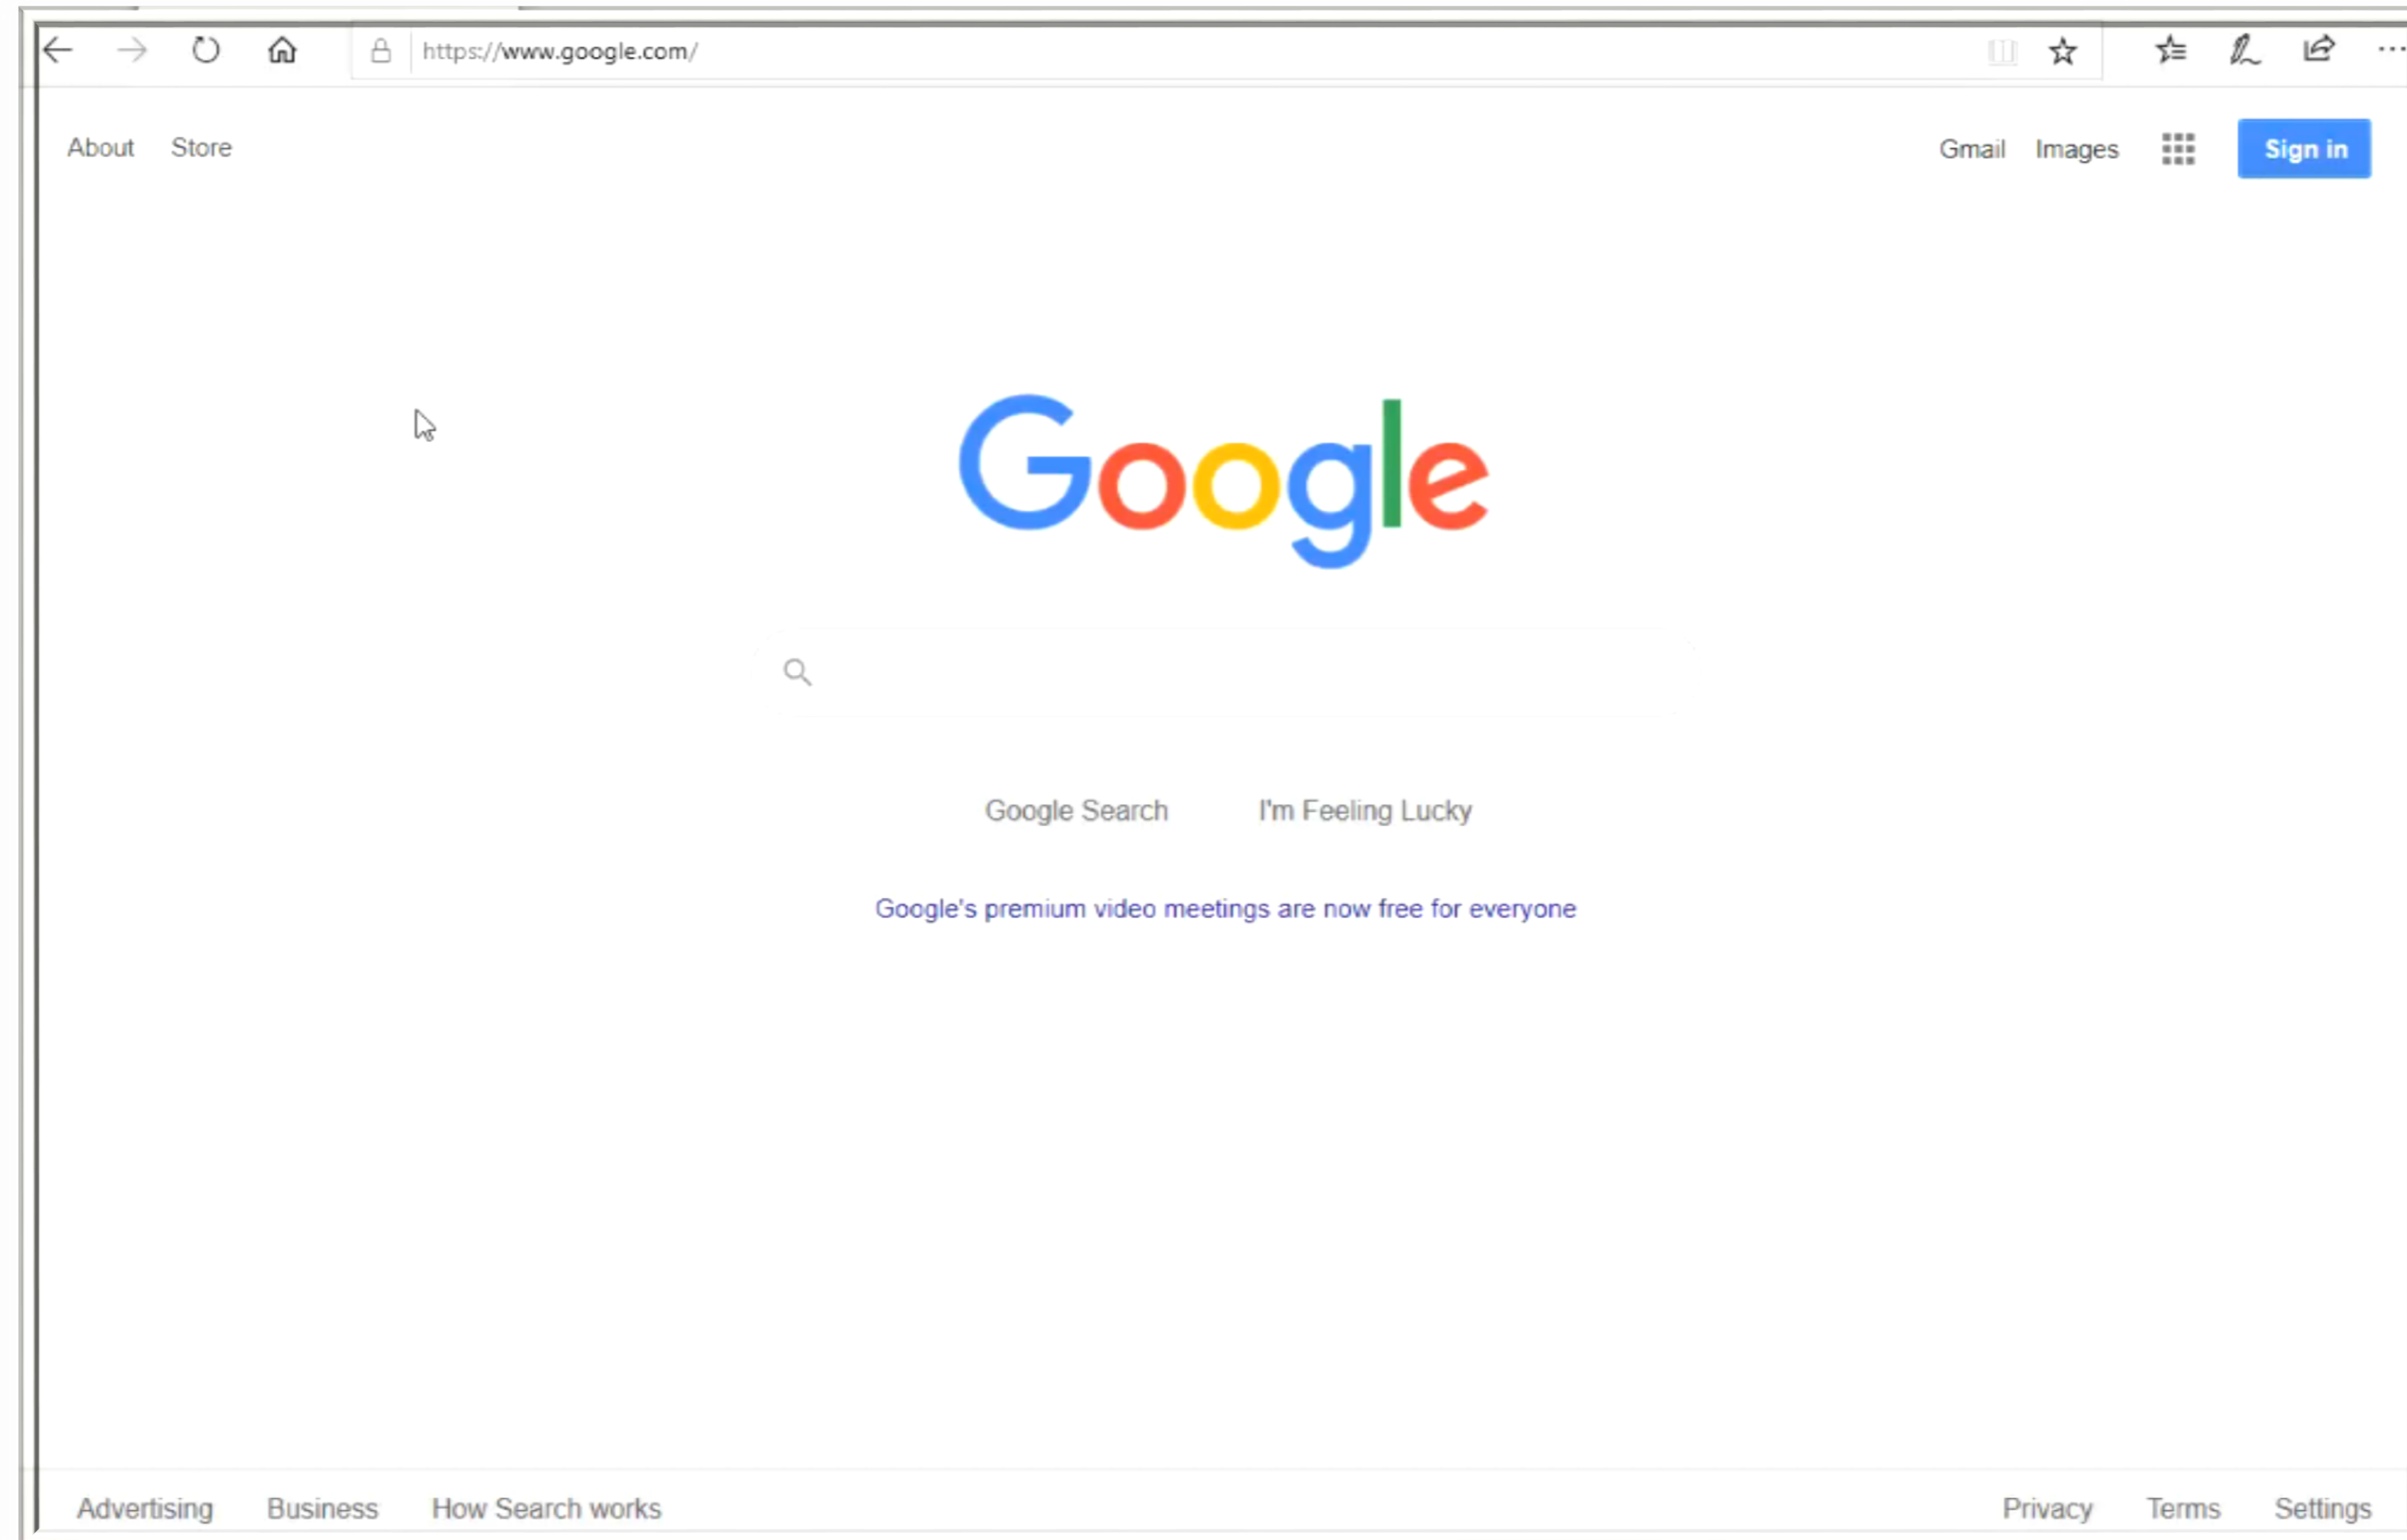 https://www.google.com/
About Store Gmail Images Sign in
Google
Google Search I'm Feeling Lucky
Google's premium video meetings are now free for everyone
Advertising Business How Search works Privacy Terms Settings